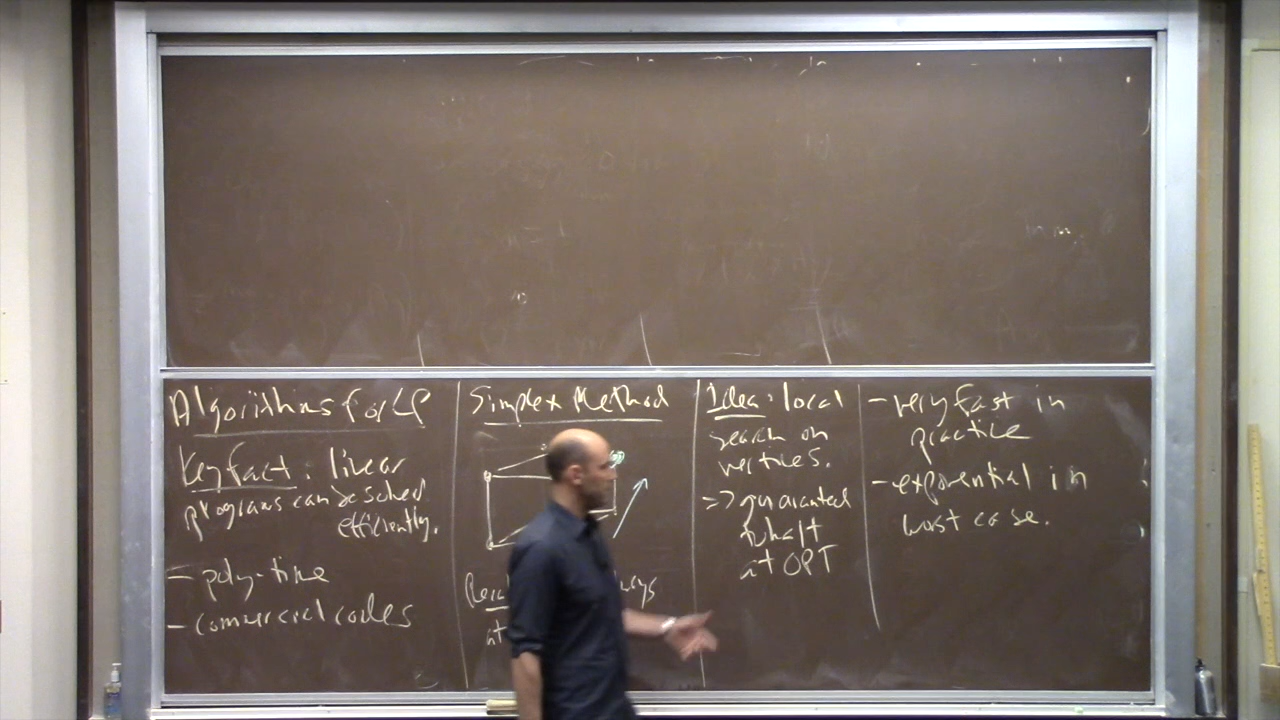 Algorithms for LP
Key Fact: linear
programs can be solved
efficiently.
- poly-time
- commercial codes
Simplex Method
at
Idea: local
search on
vertices.
=> guaranteed
to halt
at OPT
- very fast in
practice
- exponential in
worst case.